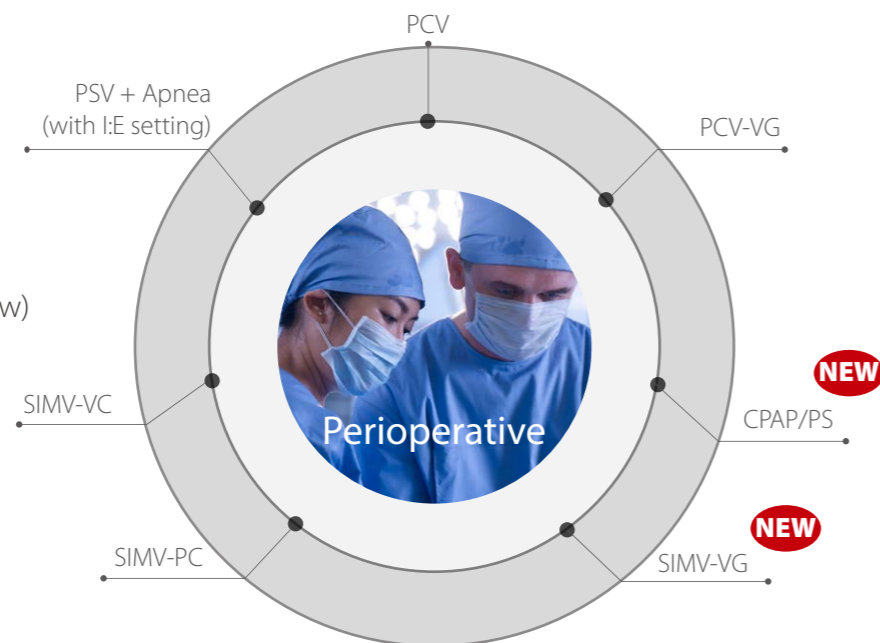 PCV
PSV + Apnea
(with I:E setting)
PCV-VG
SIMV-VC
NEW
CPAP/PS
Perioperative
NEW
SIMV-PC
SIMV-VG